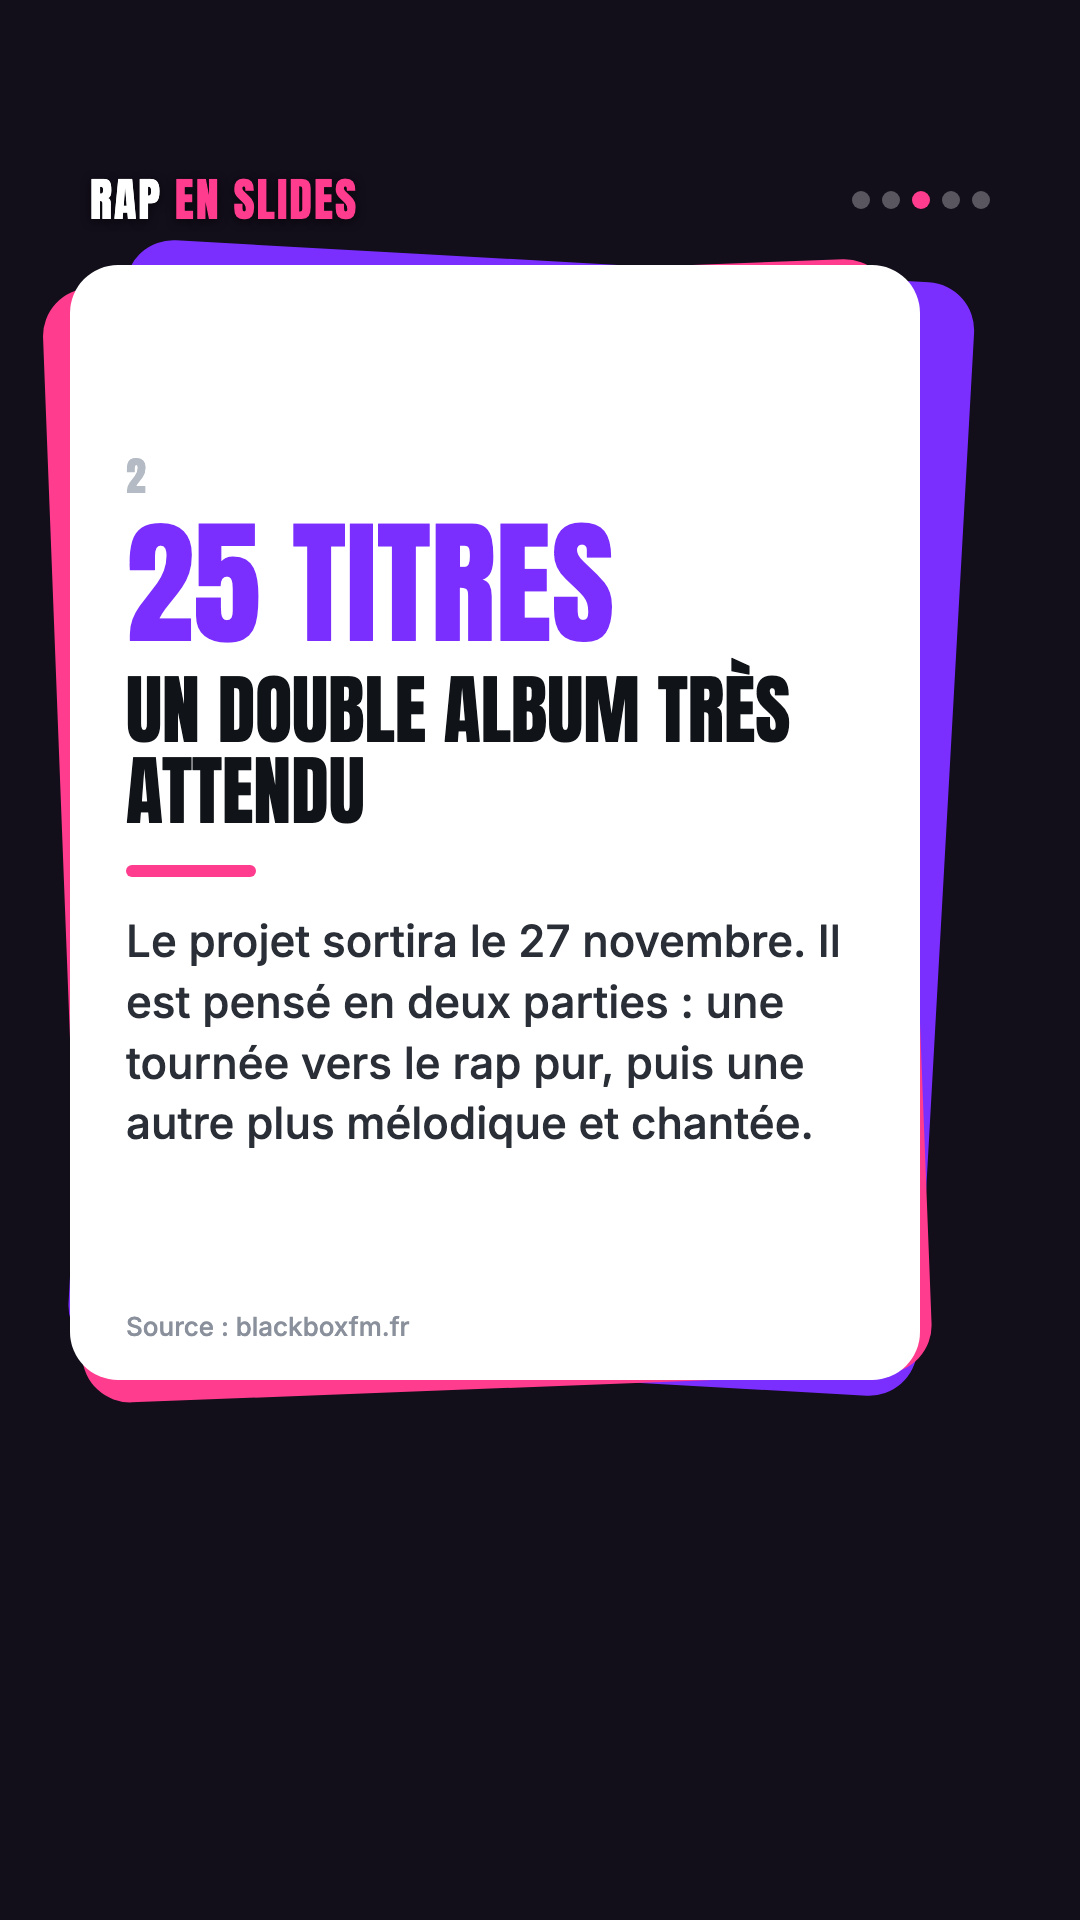 RAP EN SLIDES
2
25 TITRES
UN DOUBLE ALBUM TRÈS
ATTENDU
Le projet sortira le 27 novembre. Il
est pensé en deux parties : une
tournée vers le rap pur, puis une
autre plus mélodique et chantée.
Source : blackboxfm.fr